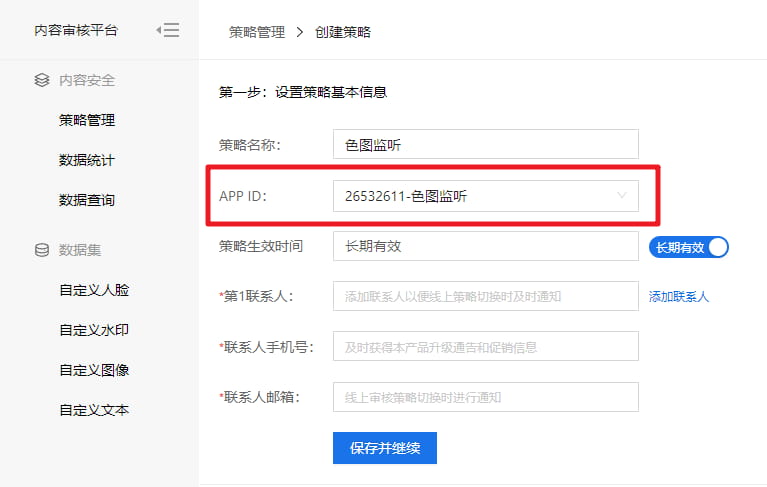 内容审核平台
策略管理 > 创建策略
内容安全
策略管理
数据统计
数据查询
数据集
自定义人脸
自定义水印
自定义图像
自定义文本
第一步：设置策略基本信息
策略名称： 色图监听
APP ID： 26532611-色图监听
策略生效时间 长期有效 长期有效
*第1联系人： 添加联系人以便线上策略切换时及时通知 添加联系人
*联系人手机号： 及时获得本产品升级通告和促销信息
*联系人邮箱： 线上审核策略切换时进行通知
保存并继续